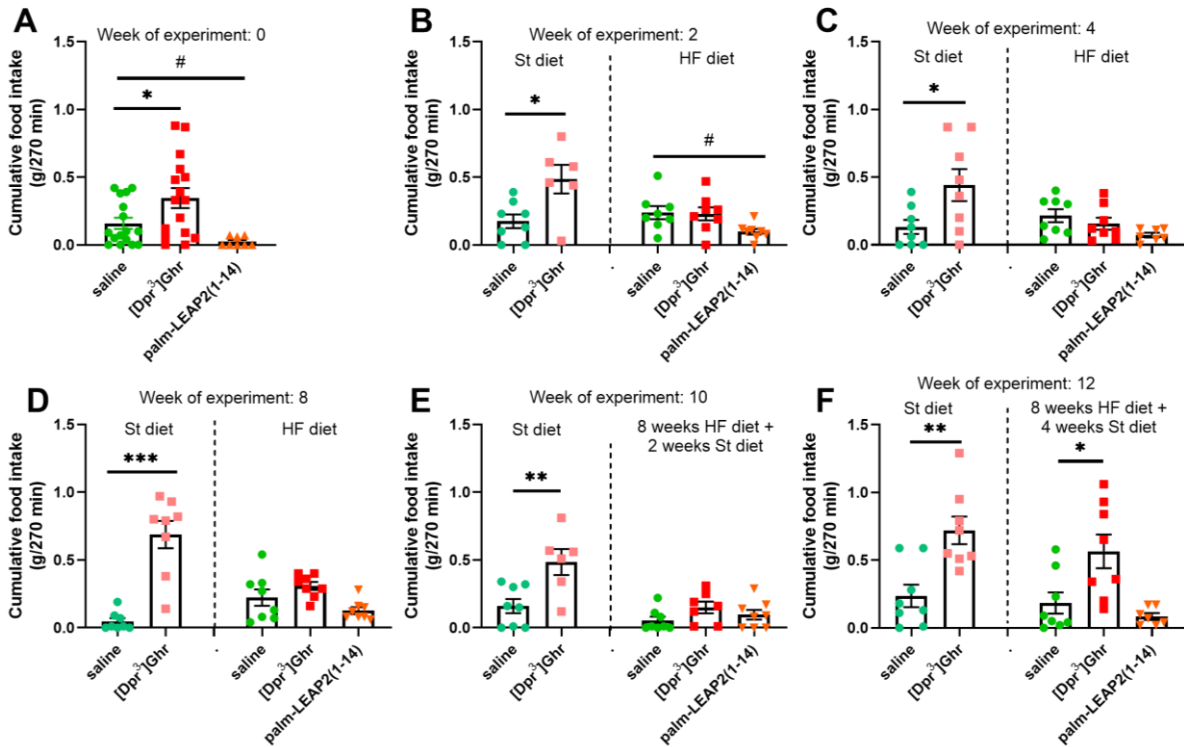 A
Week of experiment: 0
Cumulative food intake
(g/270 min)
1.5
1.0
0.5
0.0
#
*
saline
[Dpr³]Ghr
palm-LEAP2(1-14)
B
Week of experiment: 2
St diet
HF diet
Cumulative food intake
(g/270 min)
1.5
1.0
0.5
0.0
*
#
saline
[Dpr³]Ghr
saline
[Dpr³]Ghr
palm-LEAP2(1-14)
C
Week of experiment: 4
St diet
HF diet
Cumulative food intake
(g/270 min)
1.5
1.0
0.5
0.0
*
saline
[Dpr³]Ghr
saline
[Dpr³]Ghr
palm-LEAP2(1-14)
D
Week of experiment: 8
St diet
HF diet
Cumulative food intake
(g/270 min)
1.5
1.0
0.5
0.0
***
saline
[Dpr³]Ghr
saline
[Dpr³]Ghr
palm-LEAP2(1-14)
E
Week of experiment: 10
St diet
8 weeks HF diet +
2 weeks St diet
Cumulative food intake
(g/270 min)
1.5
1.0
0.5
0.0
**
saline
[Dpr³]Ghr
saline
[Dpr³]Ghr
palm-LEAP2(1-14)
F
Week of experiment: 12
St diet
8 weeks HF diet +
4 weeks St diet
Cumulative food intake
(g/270 min)
1.5
1.0
0.5
0.0
**
*
saline
[Dpr³]Ghr
saline
[Dpr³]Ghr
palm-LEAP2(1-14)